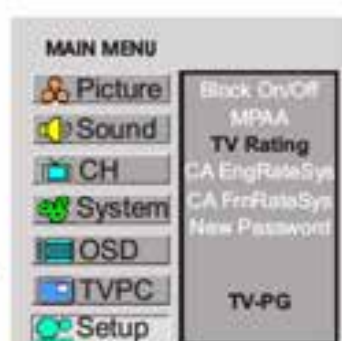 MAIN MENU
Picture
Sound
CH
System
OSD
TVPC
Setup
Block On/Off
MPAA
TV Rating
CA EngRateSys
CA FrnRateSys
New Password
TV-PG